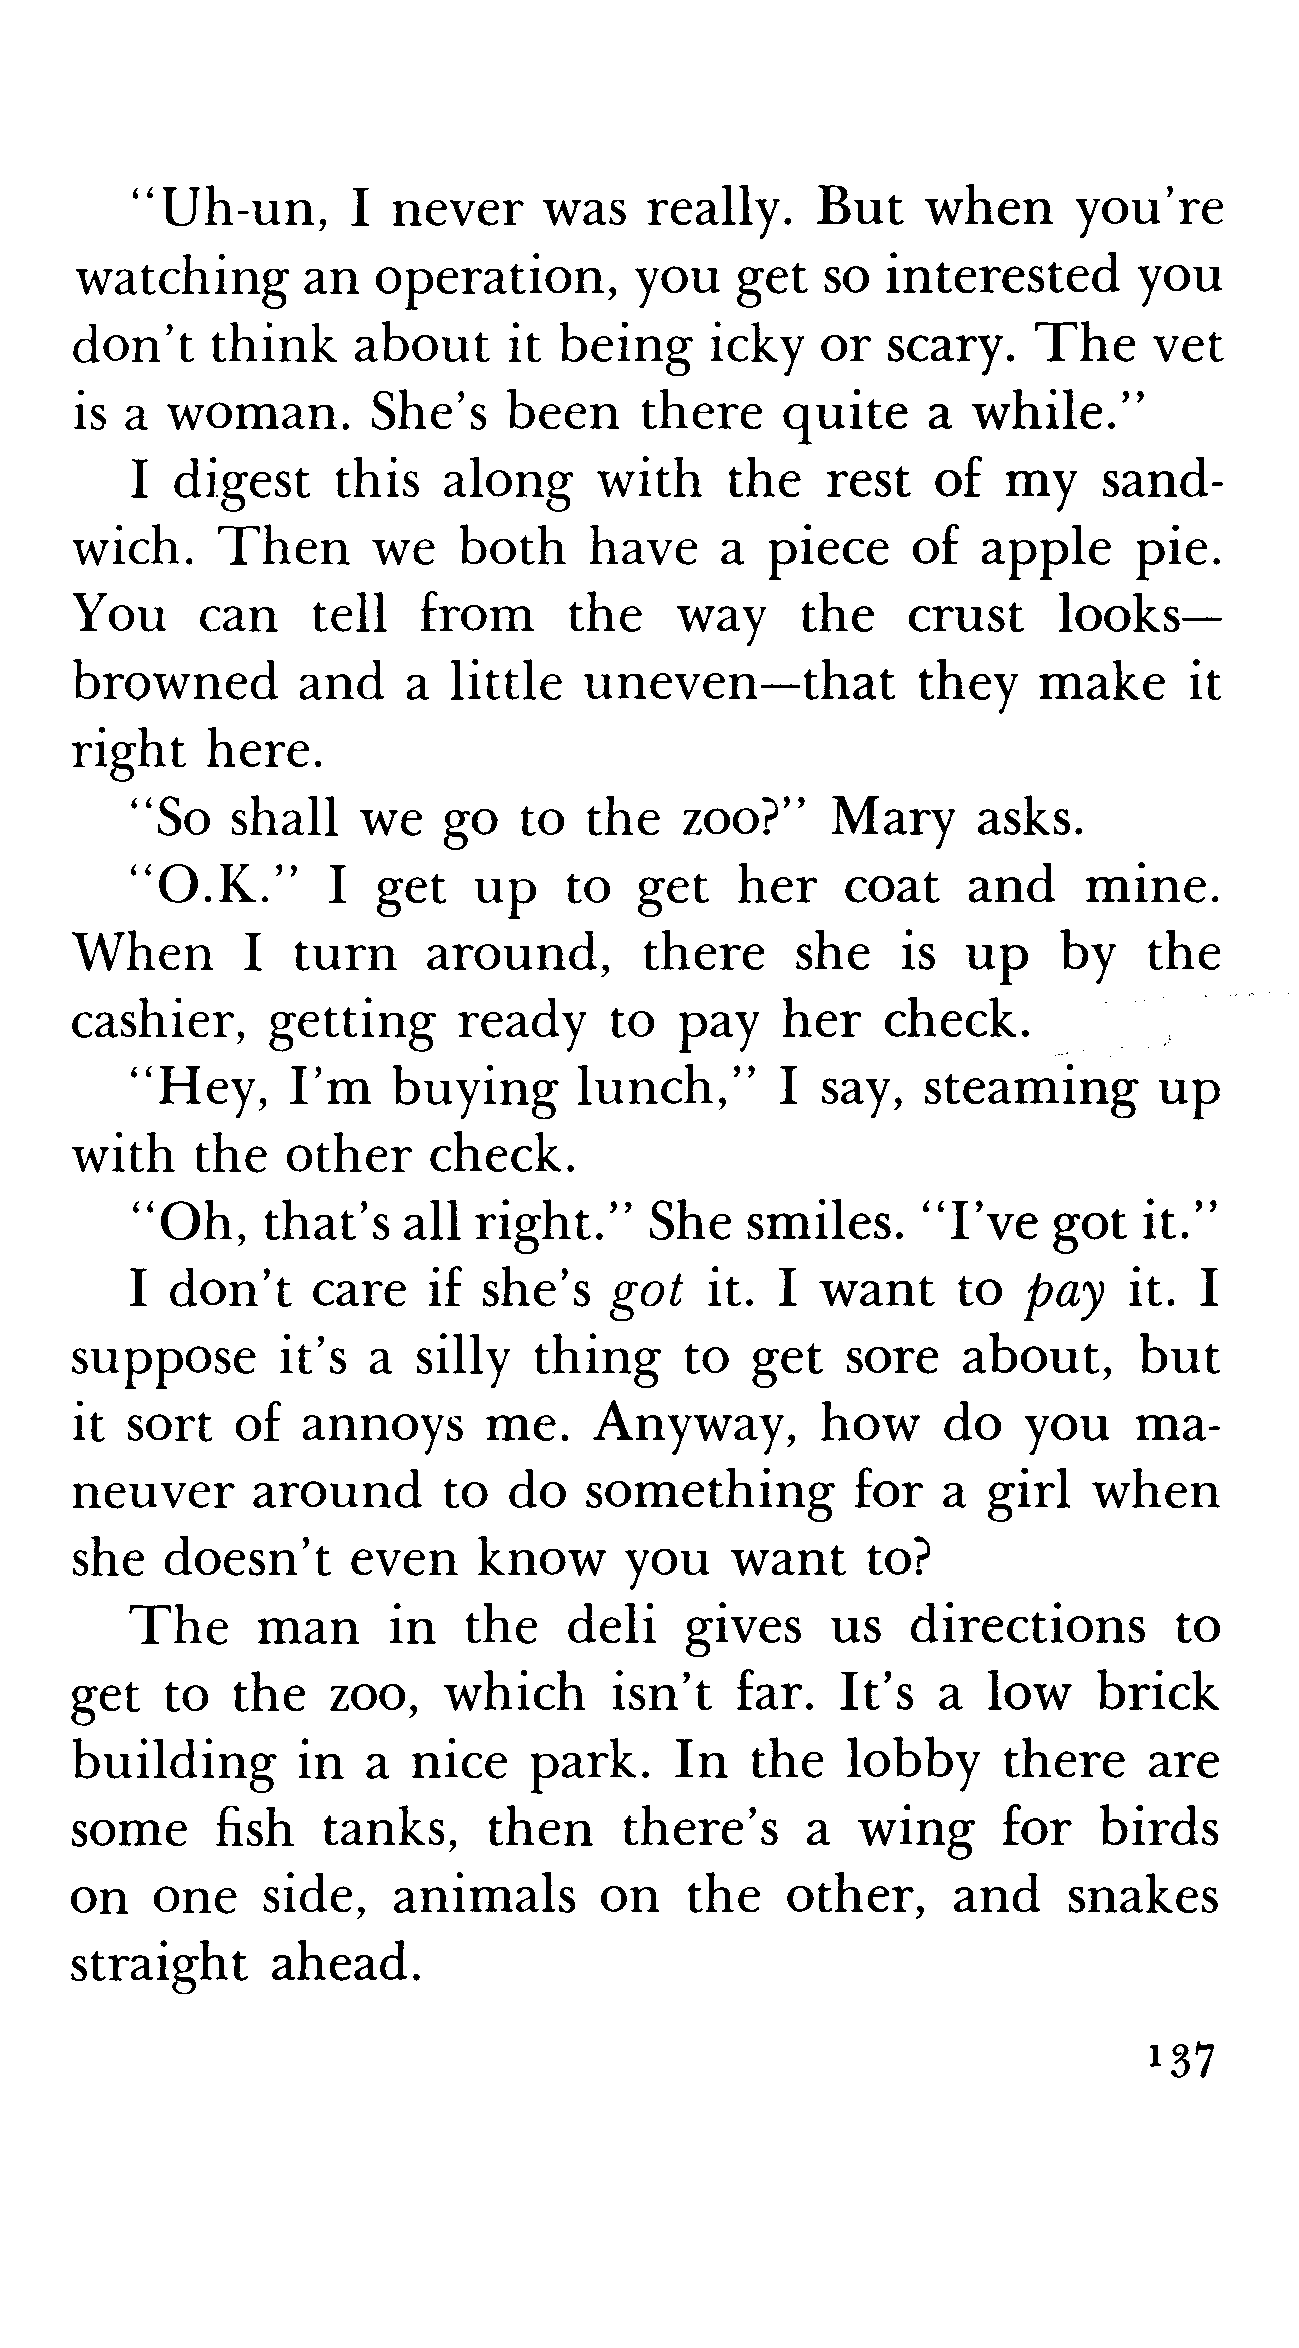 “Uh-un, I never was really. But when you’re
watching an operation, you get so interested you
don’t think about it being icky or scary. The vet
is a woman. She’s been there quite a while.”
I digest this along with the rest of my sand-
wich. Then we both have a piece of apple pie.
You can tell from the way the crust looks—
browned and a little uneven—that they make it
right here.
“So shall we go to the zoo?” Mary asks.
“O.K.” I get up to get her coat and mine.
When I turn around, there she is up by the
cashier, getting ready to pay her check.
“Hey, I’m buying lunch,” I say, steaming up
with the other check.
“Oh, that’s all right.” She smiles. “I’ve got it.”
I don’t care if she’s got it. I want to pay it. I
suppose it’s a silly thing to get sore about, but
it sort of annoys me. Anyway, how do you ma-
neuver around to do something for a girl when
she doesn’t even know you want to?
The man in the deli gives us directions to
get to the zoo, which isn’t far. It’s a low brick
building in a nice park. In the lobby there are
some fish tanks, then there’s a wing for birds
on one side, animals on the other, and snakes
straight ahead.
137